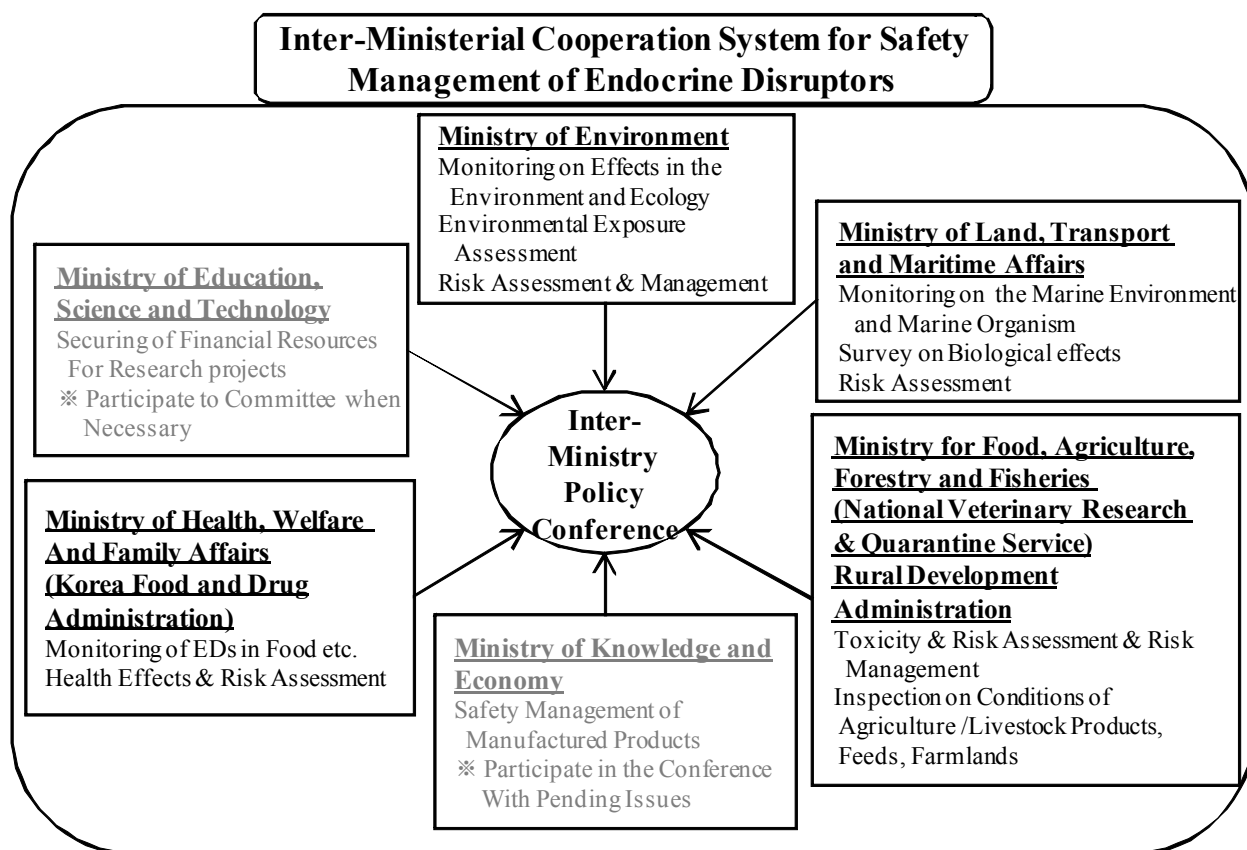 Inter-Ministerial Cooperation System for Safety
Management of Endocrine Disruptors
Ministry of Environment
Monitoring on Effects in the
Environment and Ecology
Environmental Exposure
Assessment
Risk Assessment & Management
Ministry of Land, Transport
and Maritime Affairs
Monitoring on the Marine Environment
and Marine Organism
Survey on Biological effects
Risk Assessment
Ministry of Education,
Science and Technology
Securing of Financial Resources
For Research projects
※ Participate to Committee when
Necessary
Inter-
Ministry
Policy
Conference
Ministry for Food, Agriculture,
Forestry and Fisheries
(National Veterinary Research
& Quarantine Service)
Rural Development
Administration
Toxicity & Risk Assessment & Risk
Management
Inspection on Conditions of
Agriculture /Livestock Products,
Feeds, Farmlands
Ministry of Health, Welfare
And Family Affairs
(Korea Food and Drug
Administration)
Monitoring of EDs in Food etc.
Health Effects & Risk Assessment
Ministry of Knowledge and
Economy
Safety Management of
Manufactured Products
※ Participate in the Conference
With Pending Issues